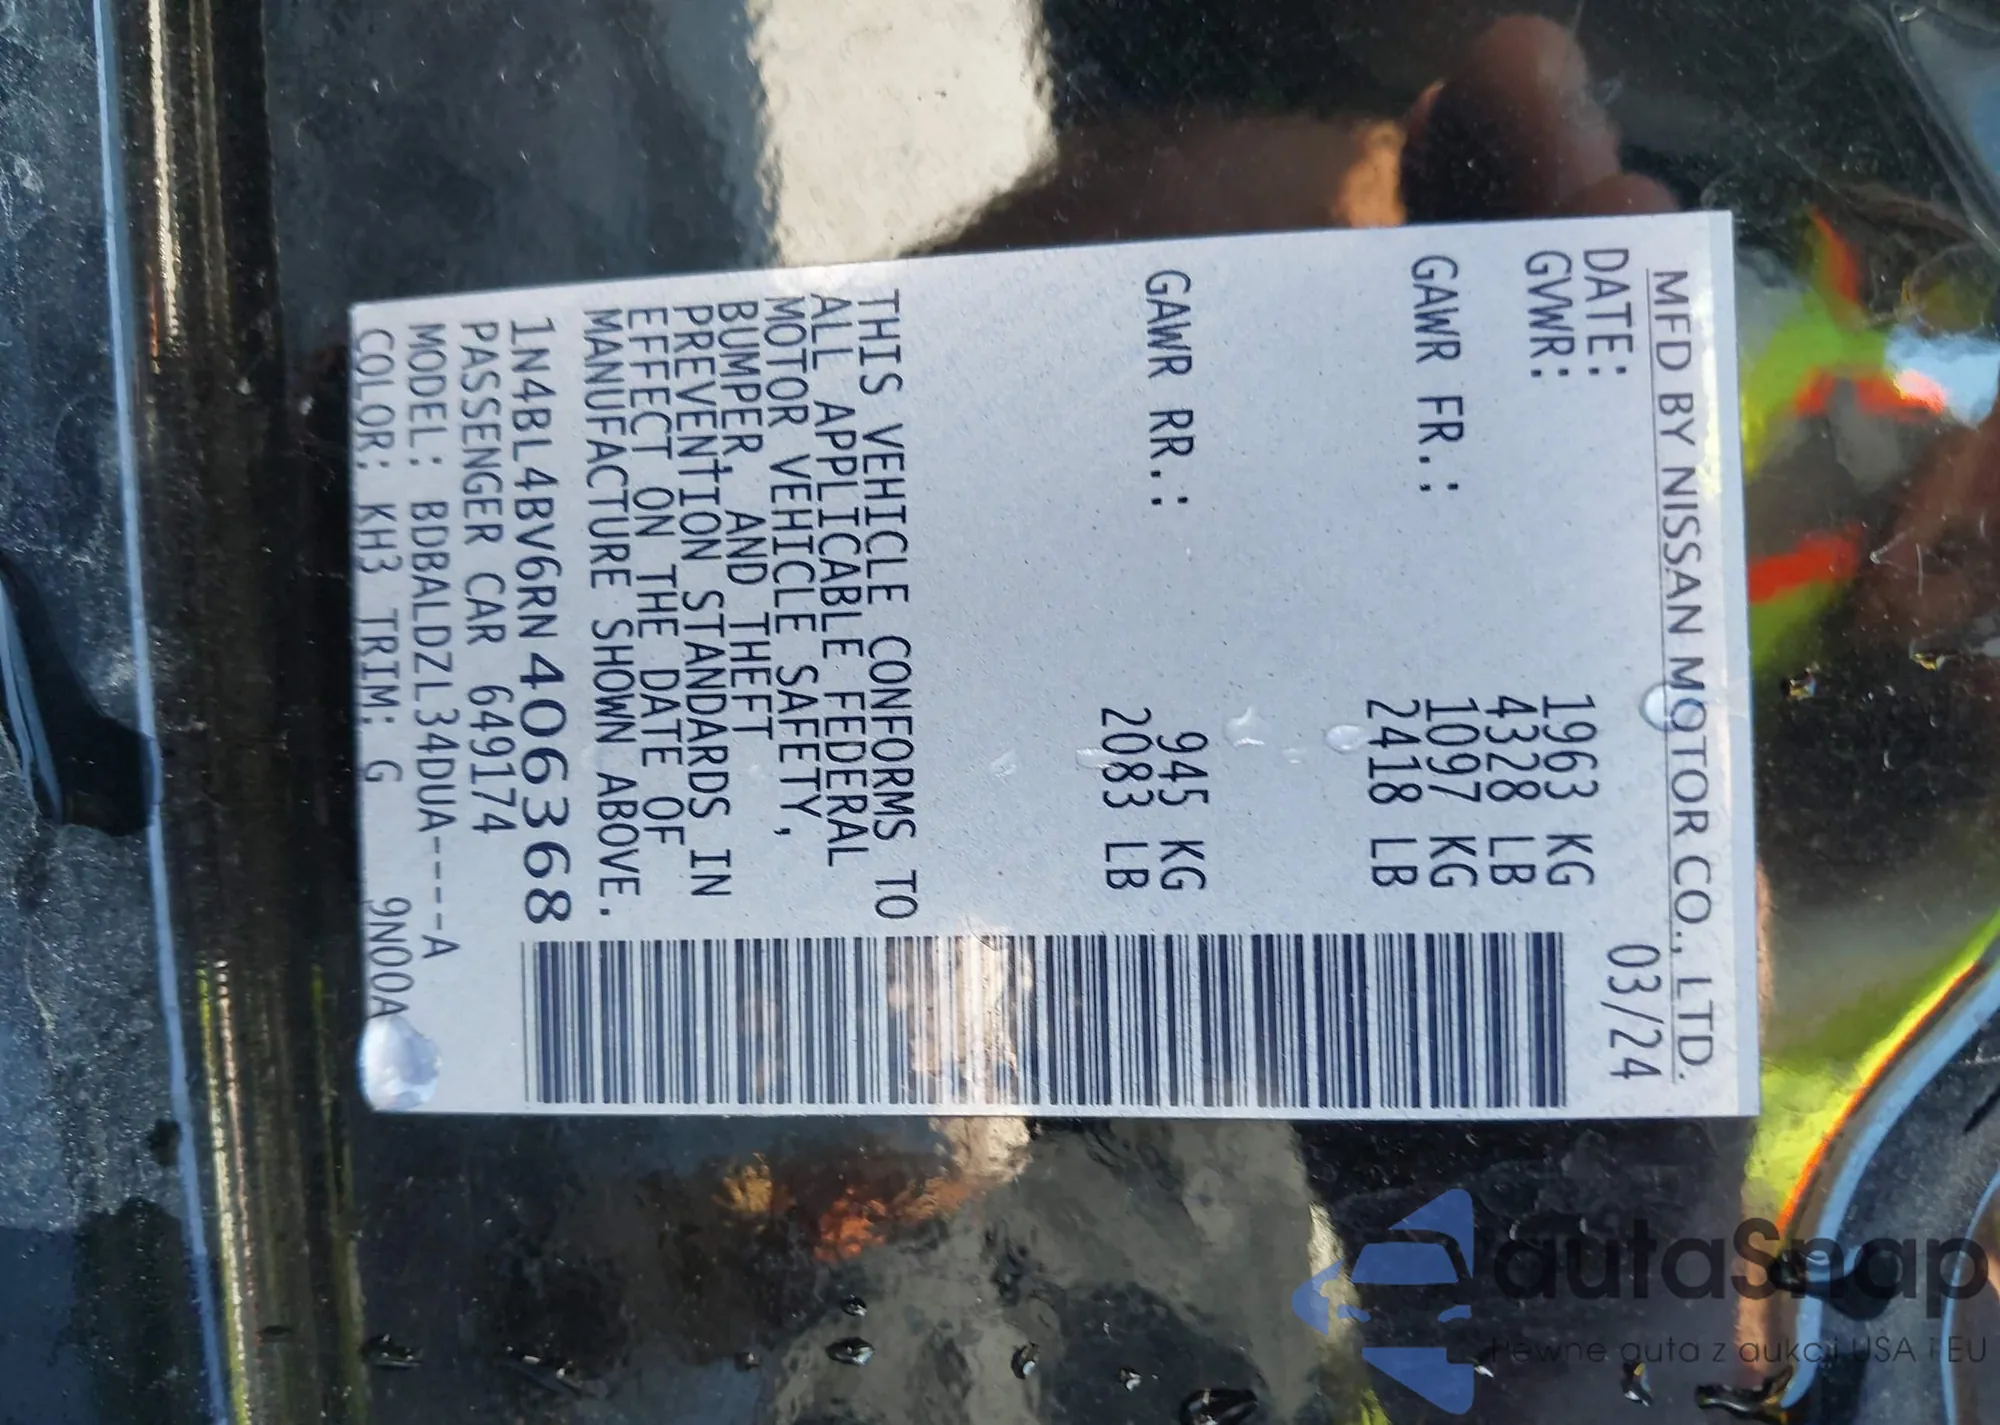 MFD BY NISSAN MOTOR CO., LTD.
DATE: 03/24
GVWR: 1963 KG
4328 LB
GAWR FR.: 1097 KG
2418 LB
GAWR RR.: 945 KG
2083 LB
THIS VEHICLE CONFORMS TO
ALL APPLICABLE FEDERAL
MOTOR VEHICLE SAFETY,
BUMPER, AND THEFT
PREVENTION STANDARDS IN
EFFECT ON THE DATE OF
MANUFACTURE SHOWN ABOVE.
1N4BL4BV6RN406368
PASSENGER CAR 649174
MODEL: BDBALDZL34DUA----A
COLOR: KH3 TRIM: G 9N00A
autaSnap
Pewne auta z aukcji USA i EU